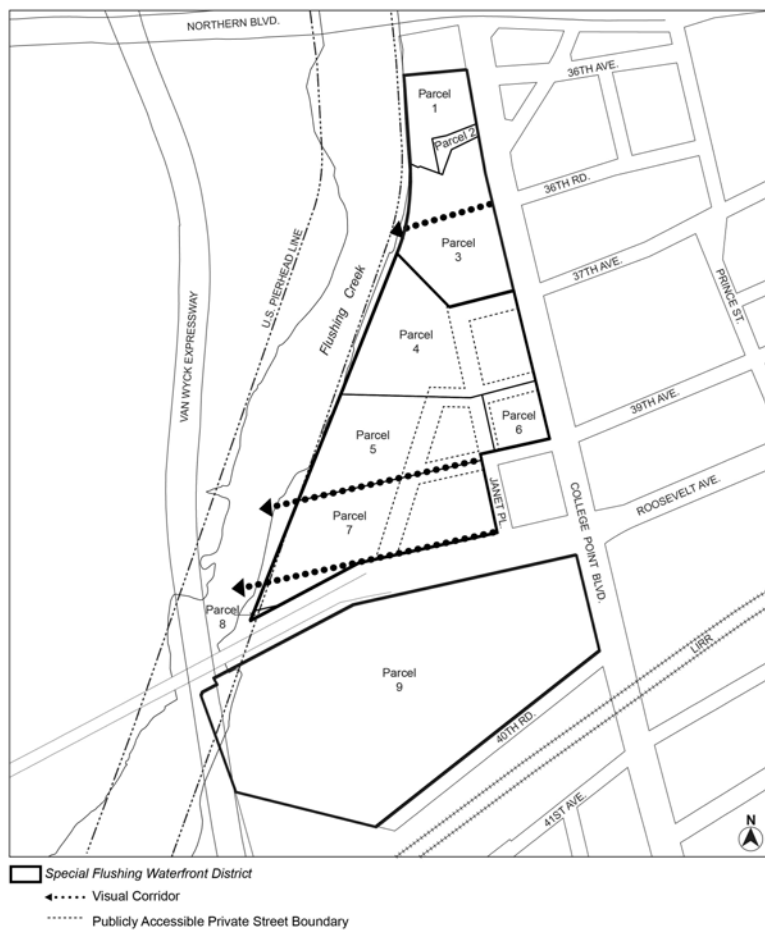 NORTHERN BLVD.
36TH AVE.
Parcel
1
Parcel 2
36TH RD.
Parcel
3
37TH AVE.
PRINCE ST.
U.S. PIERHEAD LINE
Flushing Creek
VAN WYCK EXPRESSWAY
Parcel
4
Parcel
6
39TH AVE.
Parcel
5
ROOSEVELT AVE.
JANET PL.
COLLEGE POINT BLVD.
Parcel
7
Parcel
8
LIRR
Parcel
9
40TH RD.
41ST AVE.
N
Special Flushing Waterfront District
Visual Corridor
Publicly Accessible Private Street Boundary